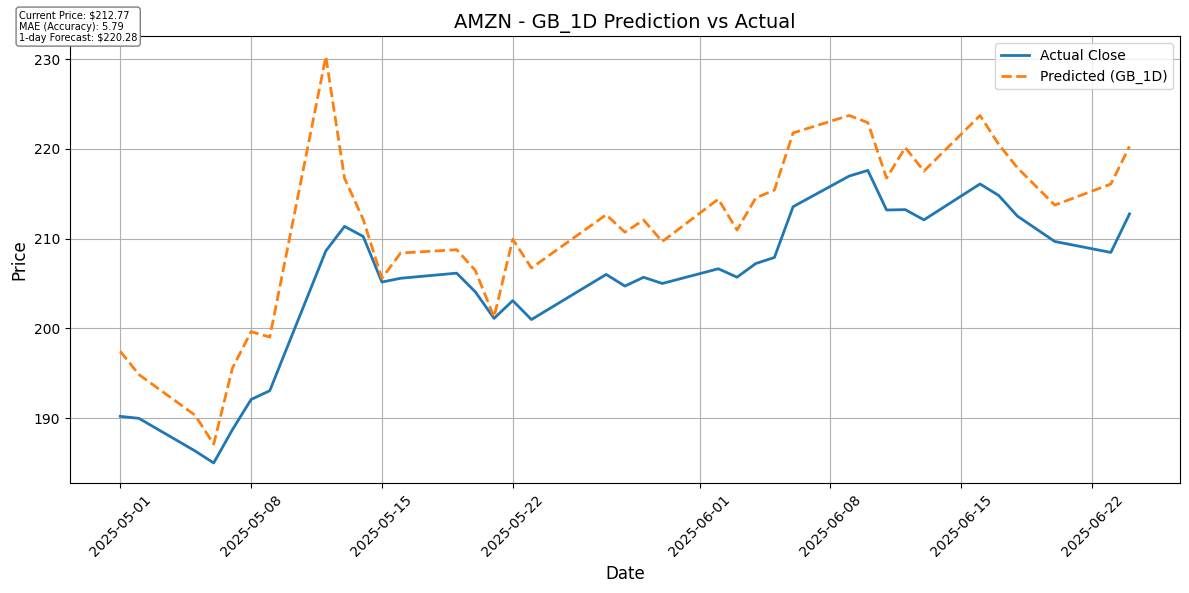 Current Price: $212.77
MAE (Accuracy): 5.79
1-day Forecast: $220.28
AMZN - GB_1D Prediction vs Actual
Actual Close
Predicted (GB_1D)
Price
230
220
210
200
190
2025-05-01
2025-05-08
2025-05-15
2025-05-22
2025-06-01
2025-06-08
2025-06-15
2025-06-22
Date